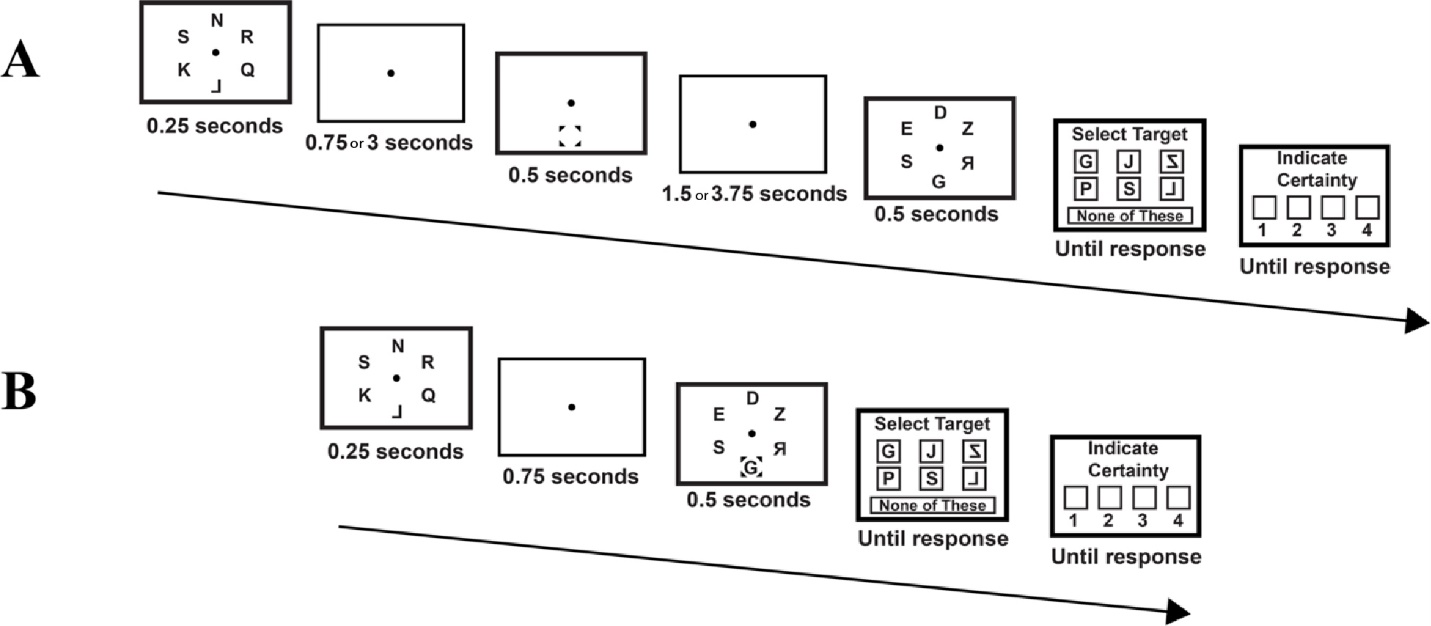 A
N
S R
K Q
⅃
0.25 seconds
0.75 or 3 seconds
0.5 seconds
1.5 or 3.75 seconds
D
E Z
S Я
G
0.5 seconds
Select Target
G J Z
P S ⅃
None of These
Until response
Indicate
Certainty
1 2 3 4
Until response
B
N
S R
K Q
⅃
0.25 seconds
0.75 seconds
D
E Z
S Я
G
0.5 seconds
Select Target
G J Z
P S ⅃
None of These
Until response
Indicate
Certainty
1 2 3 4
Until response